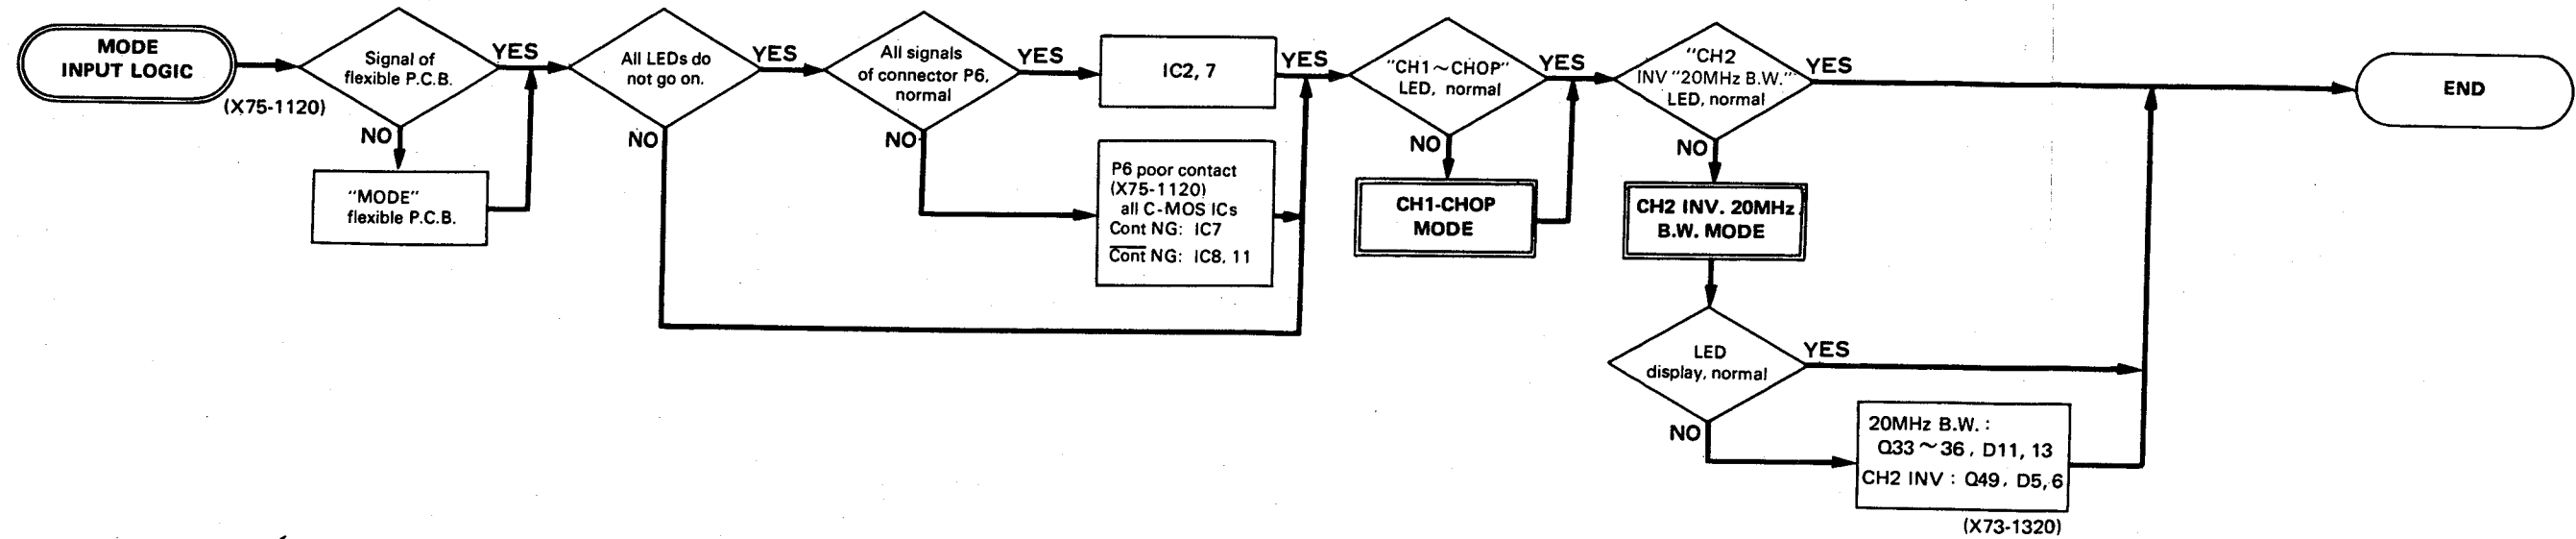 MODE
INPUT LOGIC
(X75-1120)
Signal of
flexible P.C.B.
YES
NO
"MODE"
flexible P.C.B.
All LEDs do
not go on.
YES
NO
All signals
of connector P6,
normal
YES
NO
IC2, 7
P6 poor contact
(X75-1120)
all C-MOS ICs
Cont NG: IC7
C̅o̅n̅t̅ NG: IC8, 11
YES
"CH1~CHOP"
LED, normal
YES
NO
CH1-CHOP
MODE
"CH2
INV "20MHz B.W."
LED, normal
YES
NO
CH2 INV. 20MHz
B.W. MODE
LED
display, normal
YES
NO
20MHz B.W. :
Q33~36, D11, 13
CH2 INV : Q49, D5, 6
(X73-1320)
END